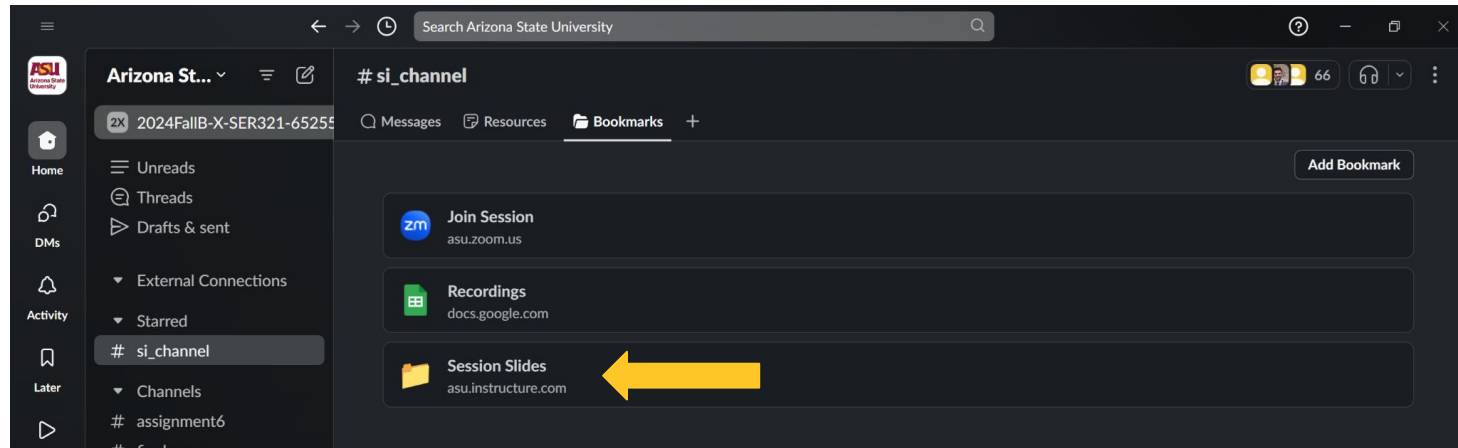 Search Arizona State University
ASU
Arizona State
University
Arizona St...
# si_channel
66
2X 2024FallB-X-SER321-65255
Messages
Resources
Bookmarks
+
Home
Unreads
Add Bookmark
Threads
Drafts & sent
DMs
zm
Join Session
asu.zoom.us
External Connections
Activity
Recordings
docs.google.com
Starred
# si_channel
Later
Session Slides
asu.instructure.com
Channels
# assignment6